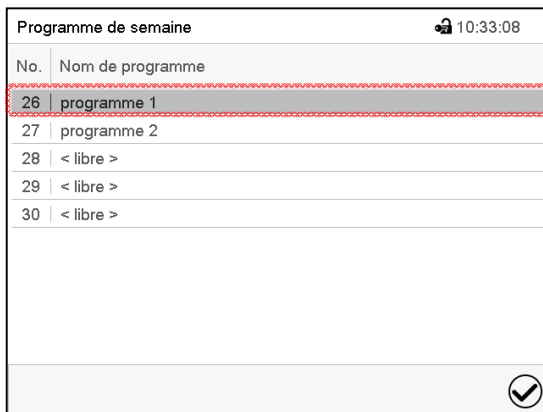 Programme de semaine 10:33:08
No. Nom de programme
26 programme 1
27 programme 2
28 < libre >
29 < libre >
30 < libre >